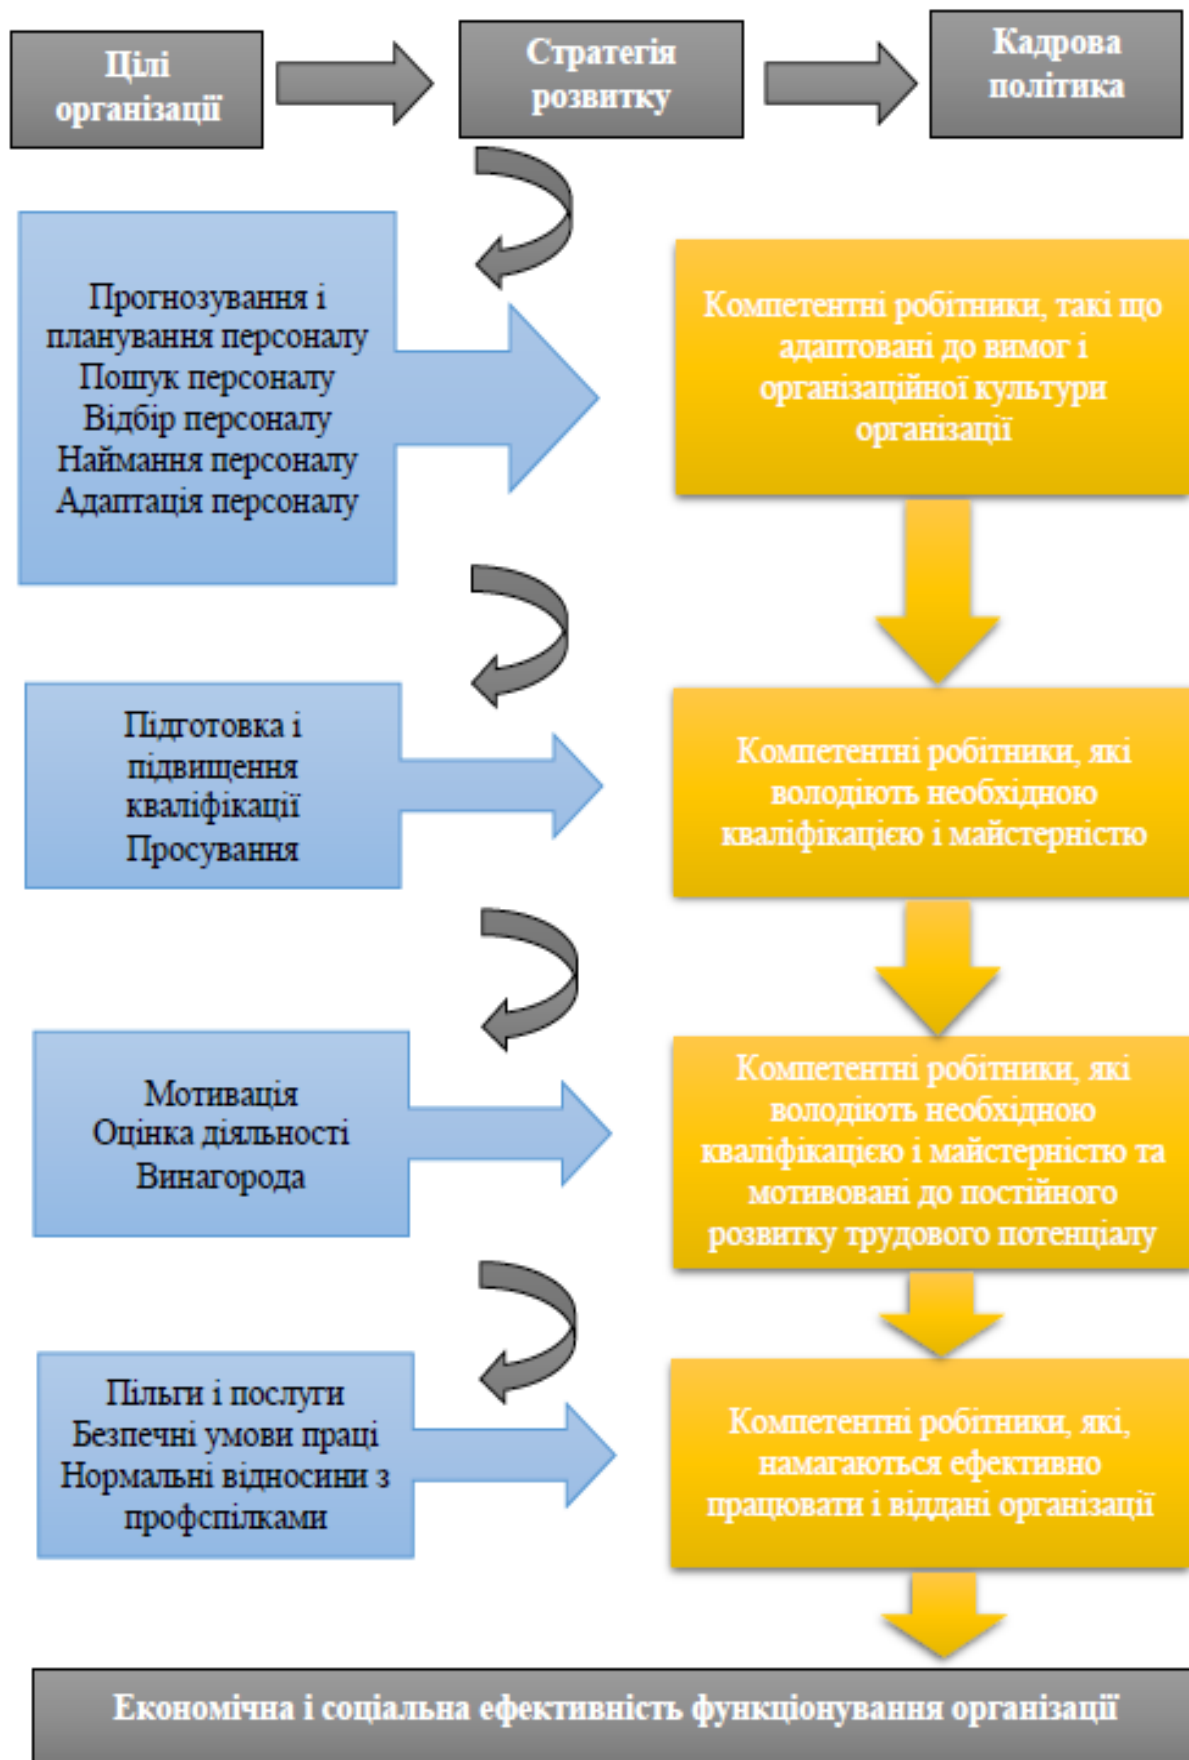 Цілі
організації
Стратегія
розвитку
Кадрова
політика
Прогнозування і
планування персоналу
Пошук персоналу
Відбір персоналу
Наймання персоналу
Адаптація персоналу
Компетентні робітники, такі що
адаптовані до вимог і
організаційної культури
організації
Підготовка і
підвищення
кваліфікації
Просування
Компетентні робітники, які
володіють необхідною
кваліфікацією і майстерністю
Мотивація
Оцінка діяльності
Винагорода
Компетентні робітники, які
володіють необхідною
кваліфікацією і майстерністю та
мотивовані до постійного
розвитку трудового потенціалу
Пільги і послуги
Безпечні умови праці
Нормальні відносини з
профспілками
Компетентні робітники, які,
намагаються ефективно
працювати і віддані організації
Економічна і соціальна ефективність функціонування організації